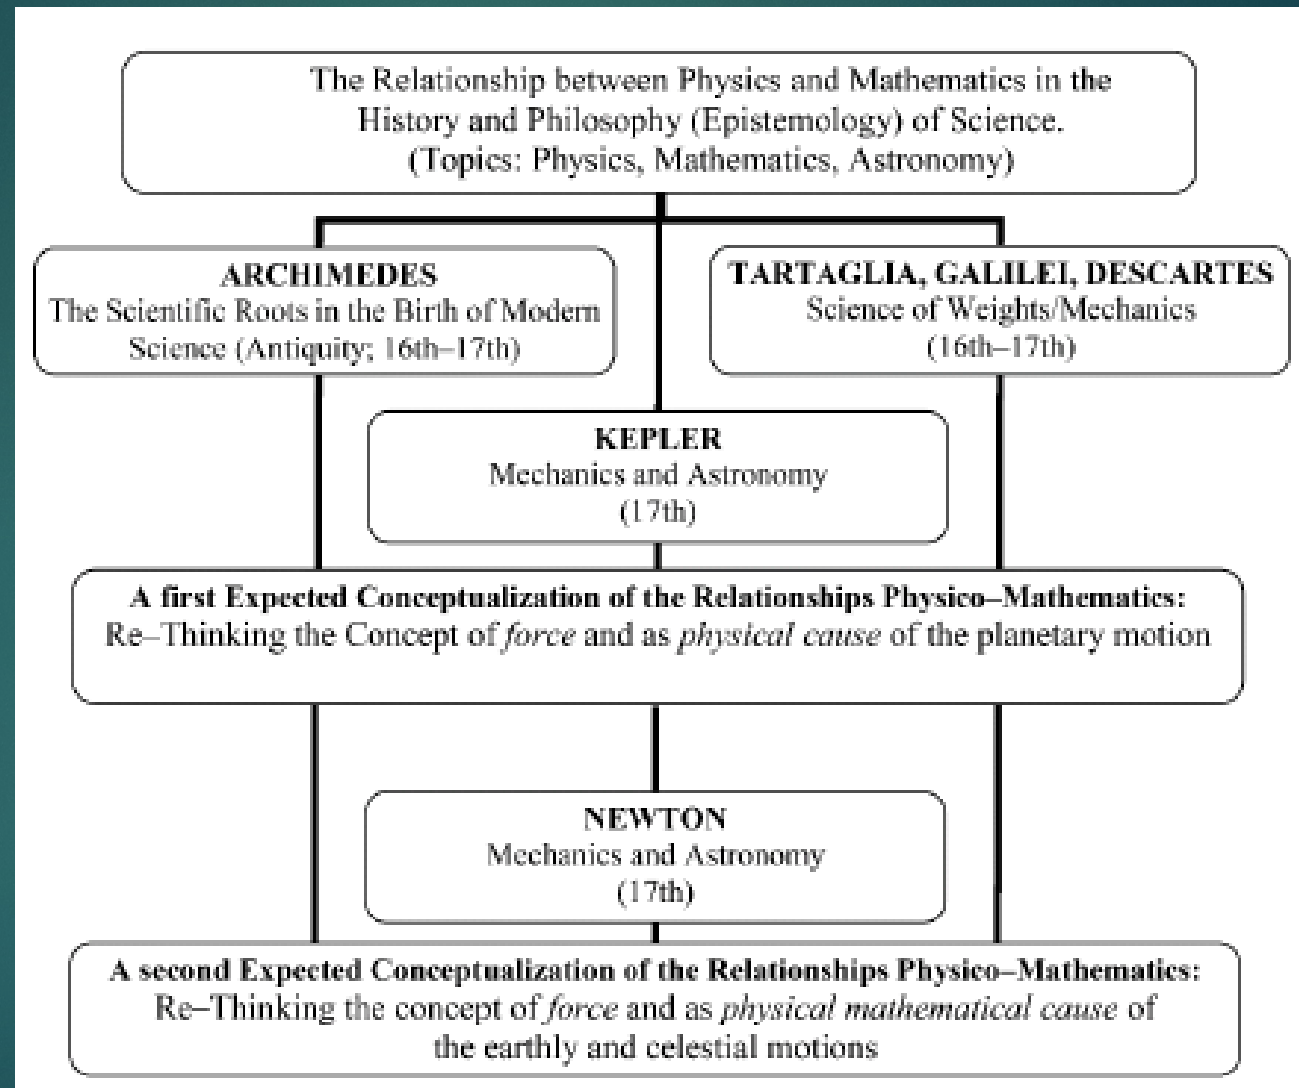 The Relationship between Physics and Mathematics in the
History and Philosophy (Epistemology) of Science.
(Topics: Physics, Mathematics, Astronomy)
ARCHIMEDES
The Scientific Roots in the Birth of Modern
Science (Antiquity; 16th–17th)
TARTAGLIA, GALILEI, DESCARTES
Science of Weights/Mechanics
(16th–17th)
KEPLER
Mechanics and Astronomy
(17th)
A first Expected Conceptualization of the Relationships Physico–Mathematics:
Re–Thinking the Concept of force and as physical cause of the planetary motion
NEWTON
Mechanics and Astronomy
(17th)
A second Expected Conceptualization of the Relationships Physico–Mathematics:
Re–Thinking the concept of force and as physical mathematical cause of
the earthly and celestial motions